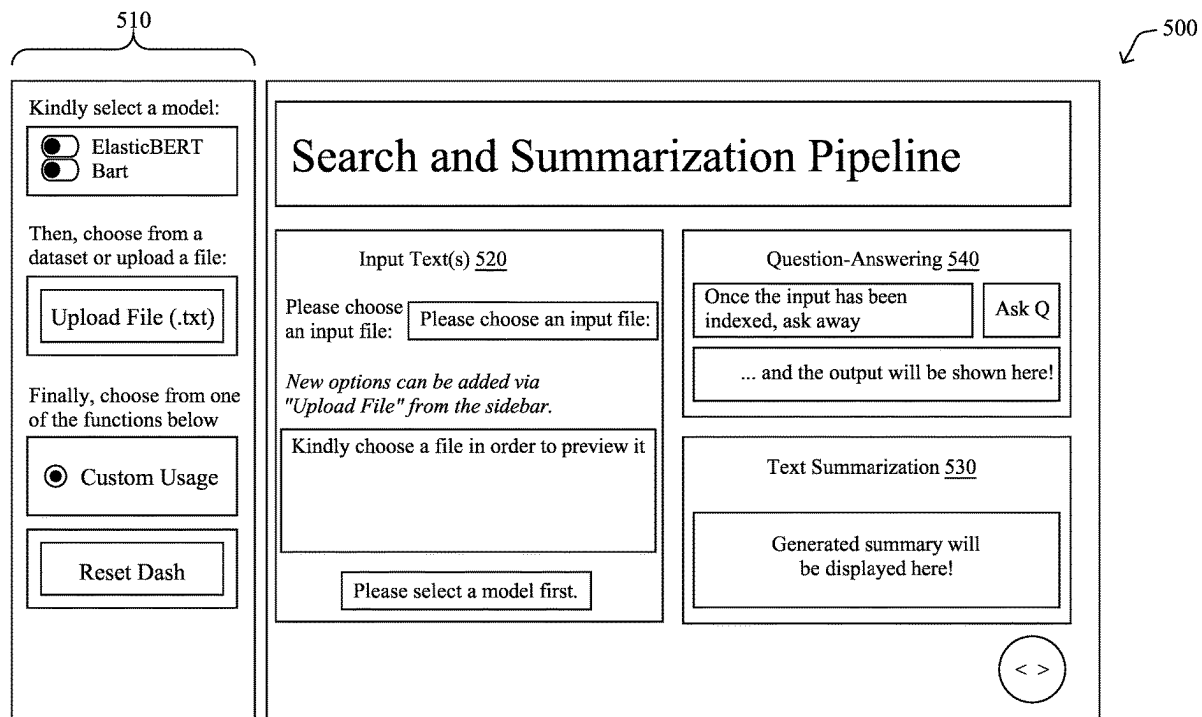 510
500
Kindly select a model:
ElasticBERT
Bart
Then, choose from a
dataset or upload a file:
Upload File (.txt)
Finally, choose from one
of the functions below
Custom Usage
Reset Dash
Search and Summarization Pipeline
Input Text(s) 520
Please choose
an input file:
Please choose an input file:
New options can be added via
"Upload File" from the sidebar.
Kindly choose a file in order to preview it
Please select a model first.
Question-Answering 540
Once the input has been
indexed, ask away
Ask Q
... and the output will be shown here!
Text Summarization 530
Generated summary will
be displayed here!
< >